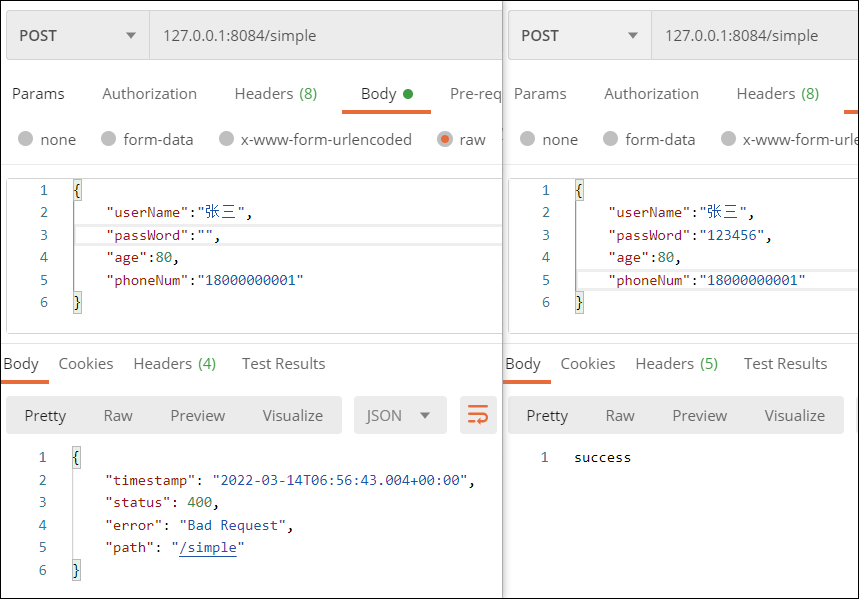 POST 127.0.0.1:8084/simple
Params Authorization Headers (8) Body Pre-req
none form-data x-www-form-urlencoded raw
1 {
2 "userName":"张三",
3 "passWord":"",
4 "age":80,
5 "phoneNum":"18000000001"
6 }
Body Cookies Headers (4) Test Results
Pretty Raw Preview Visualize JSON
1 {
2 "timestamp": "2022-03-14T06:56:43.004+00:00",
3 "status": 400,
4 "error": "Bad Request",
5 "path": "/simple"
6 }
POST 127.0.0.1:8084/simple
Params Authorization Headers (8)
none form-data x-www-form-urle
1 {
2 "userName":"张三",
3 "passWord":"123456",
4 "age":80,
5 "phoneNum":"18000000001"
6 }
Body Cookies Headers (5) Test Results
Pretty Raw Preview Visualize
1 success